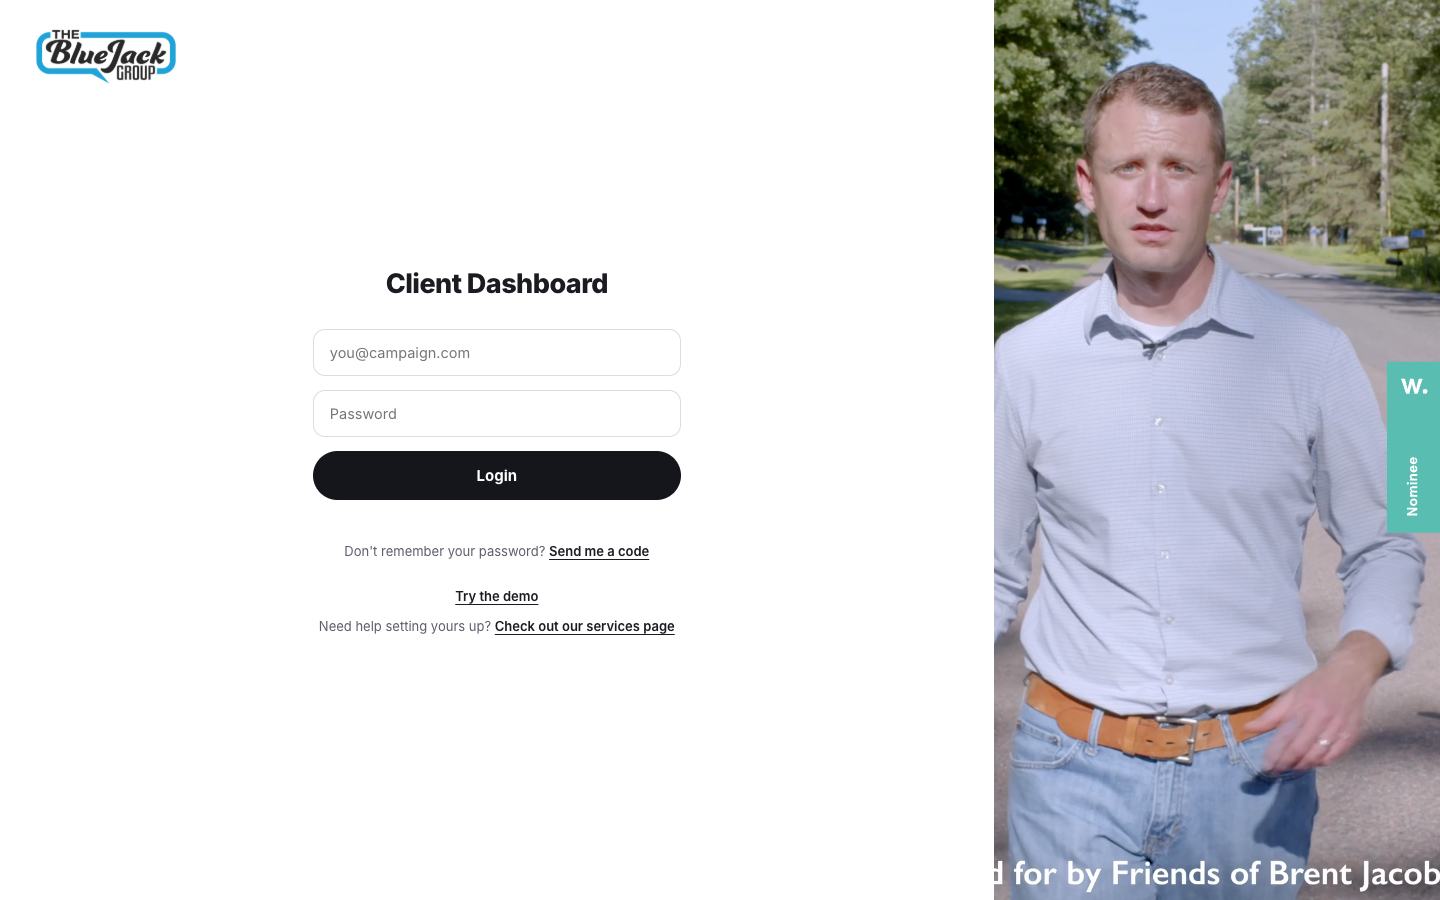 THE
BlueJack
GROUP
Client Dashboard
you@campaign.com
Password
Login
Don't remember your password? Send me a code
Try the demo
Need help setting yours up? Check out our services page
W.
Nominee
d for by Friends of Brent Jacob